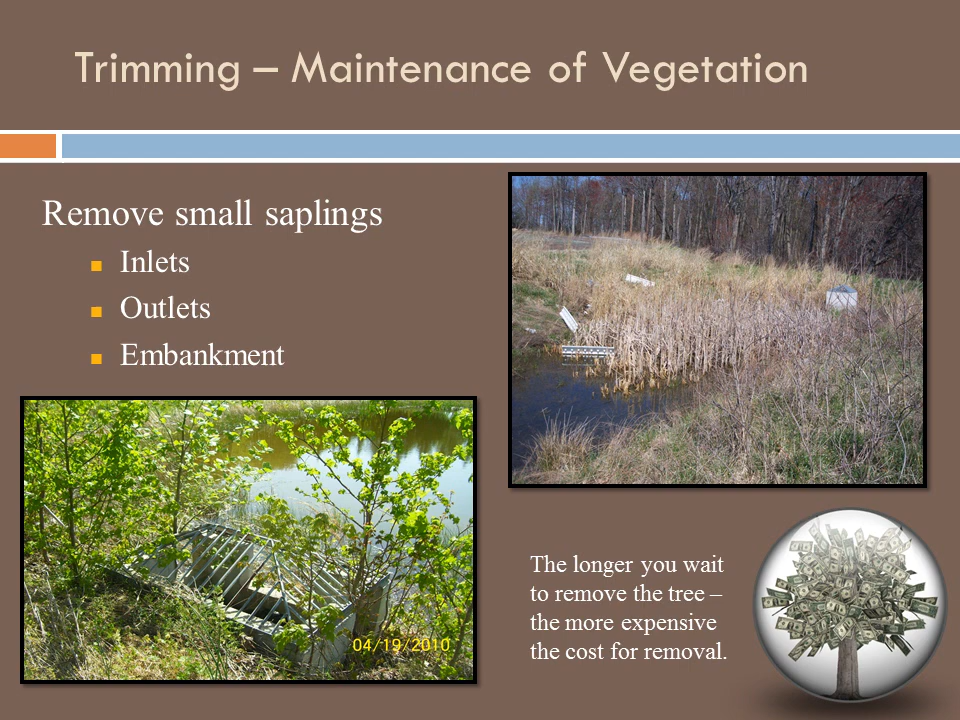 Trimming – Maintenance of Vegetation
Remove small saplings
Inlets
Outlets
Embankment
04/19/2010
The longer you wait
to remove the tree –
the more expensive
the cost for removal.